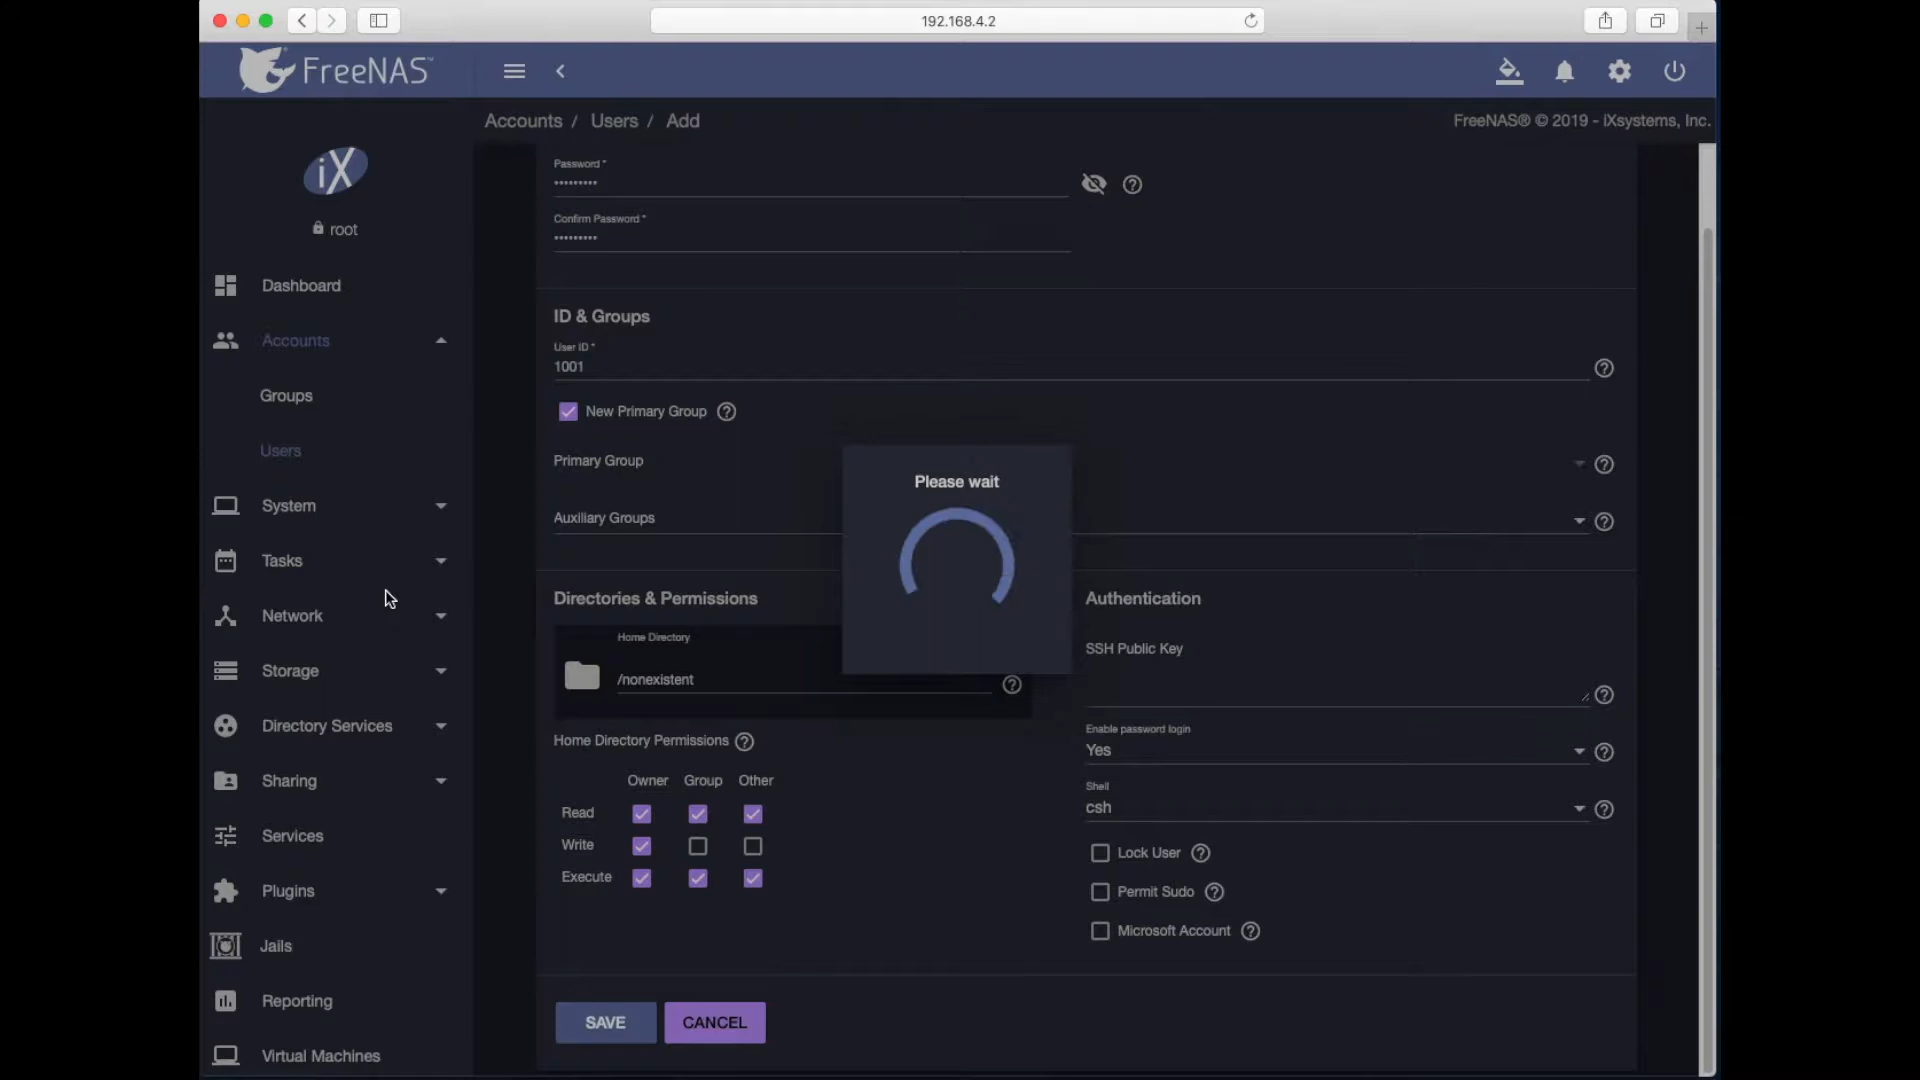 192.168.4.2
FreeNAS™
Accounts / Users / Add
FreeNAS® © 2019 - iXsystems, Inc.
iX
root
Dashboard
Accounts
Groups
Users
System
Tasks
Network
Storage
Directory Services
Sharing
Services
Plugins
Jails
Reporting
Virtual Machines
Password *
•••••••••
Confirm Password *
•••••••••
ID & Groups
User ID *
1001
New Primary Group
Primary Group
Auxiliary Groups
Please wait
Directories & Permissions
Home Directory
/nonexistent
Home Directory Permissions
Owner Group Other
Read
Write
Execute
Authentication
SSH Public Key
Enable password login
Yes
Shell
csh
Lock User
Permit Sudo
Microsoft Account
SAVE
CANCEL